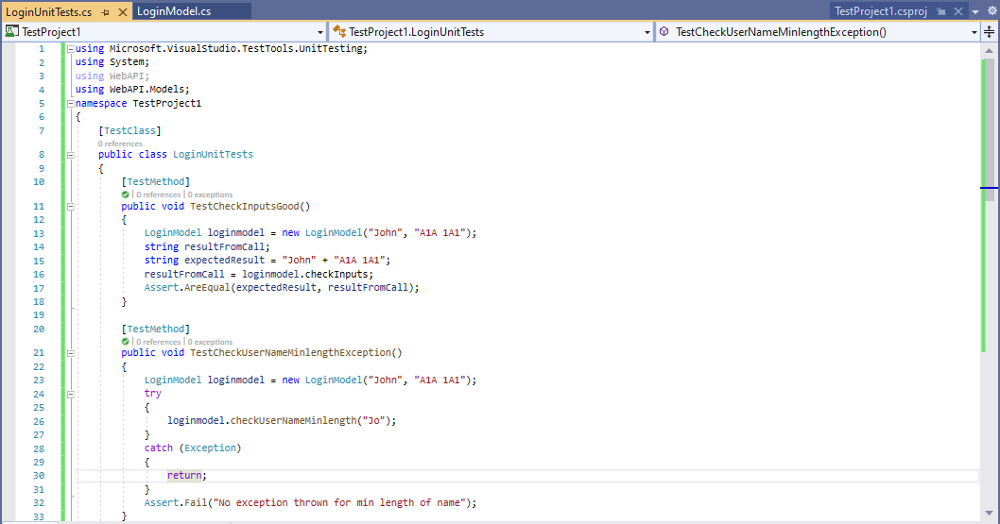 LoginUnitTests.cs
LoginModel.cs
TestProject1.csproj
TestProject1
TestProject1.LoginUnitTests
TestCheckUserNameMinlengthException()
1 using Microsoft.VisualStudio.TestTools.UnitTesting;
2 using System;
3 using WebAPI;
4 using WebAPI.Models;
5 namespace TestProject1
6 {
7 [TestClass]
0 references
8 public class LoginUnitTests
9 {
10 [TestMethod]
| 0 references | 0 exceptions
11 public void TestCheckInputsGood()
12 {
13 LoginModel loginmodel = new LoginModel("John", "A1A 1A1");
14 string resultFromCall;
15 string expectedResult = "John" + "A1A 1A1";
16 resultFromCall = loginmodel.checkInputs;
17 Assert.AreEqual(expectedResult, resultFromCall);
18 }
19
20 [TestMethod]
| 0 references | 0 exceptions
21 public void TestCheckUserNameMinlengthException()
22 {
23 LoginModel loginmodel = new LoginModel("John", "A1A 1A1");
24 try
25 {
26 loginmodel.checkUserNameMinlength("Jo");
27 }
28 catch (Exception)
29 {
30 return;
31 }
32 Assert.Fail("No exception thrown for min length of name");
33 }